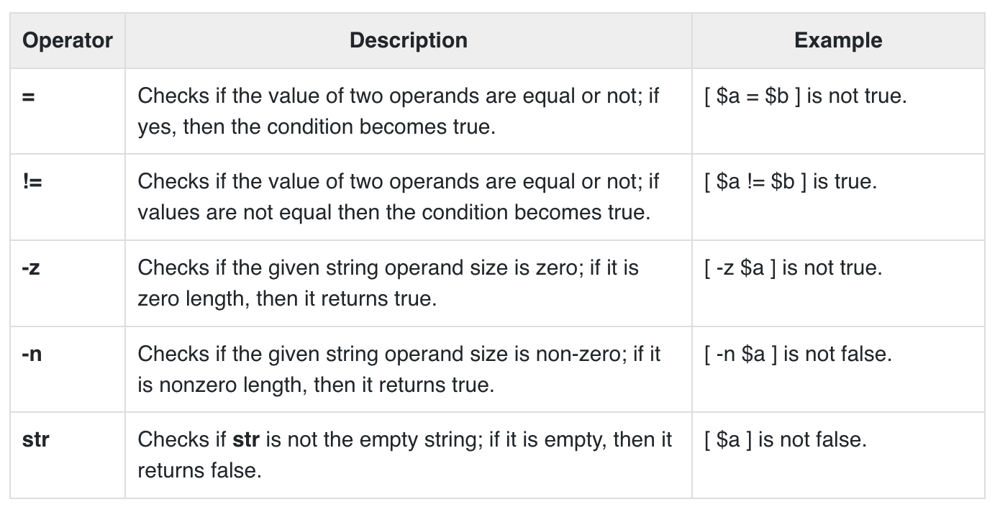 Operator Description Example
= Checks if the value of two operands are equal or not; if [ $a = $b ] is not true.
yes, then the condition becomes true.
!= Checks if the value of two operands are equal or not; if [ $a != $b ] is true.
values are not equal then the condition becomes true.
-z Checks if the given string operand size is zero; if it is [ -z $a ] is not true.
zero length, then it returns true.
-n Checks if the given string operand size is non-zero; if it [ -n $a ] is not false.
is nonzero length, then it returns true.
str Checks if str is not the empty string; if it is empty, then it [ $a ] is not false.
returns false.